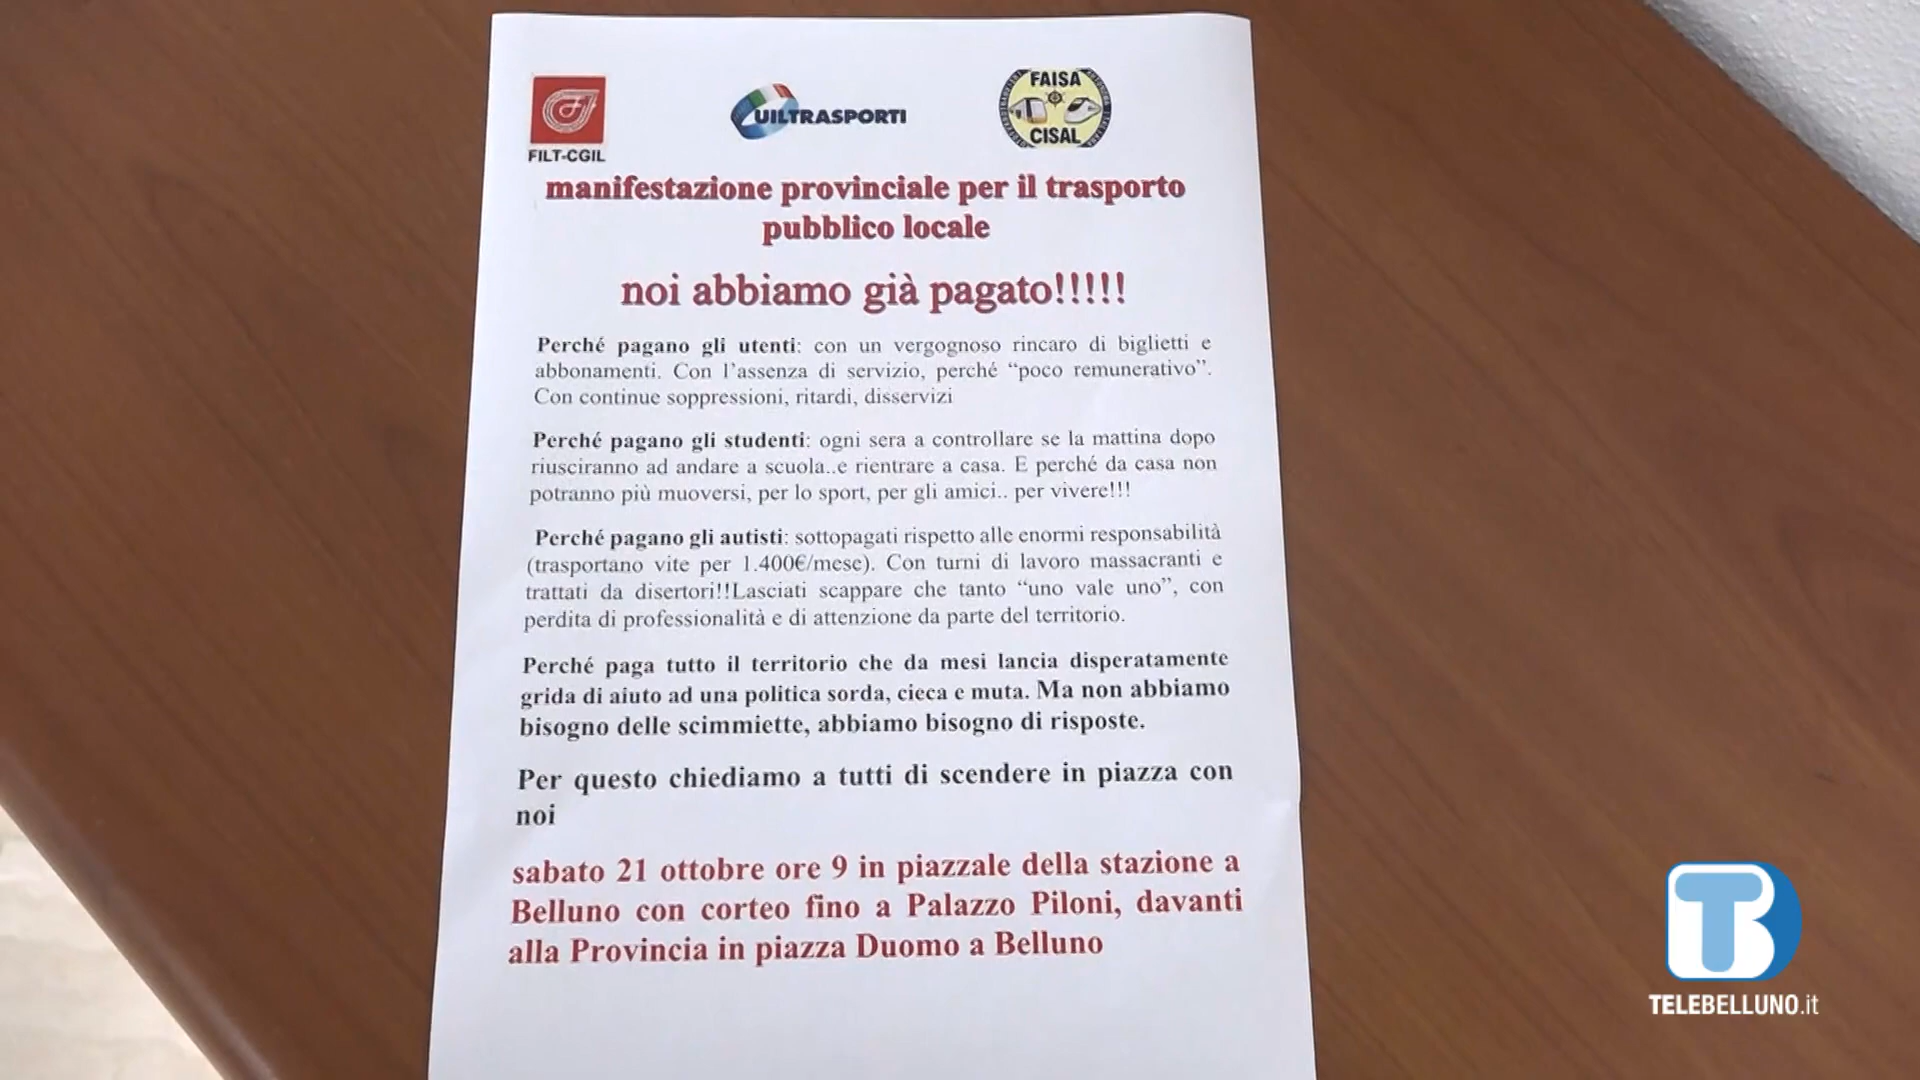 FILT-CGIL
UILTRASPORTI
FAISA
CISAL
manifestazione provinciale per il trasporto
pubblico locale
noi abbiamo già pagato!!!!!
Perché pagano gli utenti: con un vergognoso rincaro di biglietti e
abbonamenti. Con l'assenza di servizio, perché “poco remunerativo”.
Con continue soppressioni, ritardi, disservizi
Perché pagano gli studenti: ogni sera a controllare se la mattina dopo
riusciranno ad andare a scuola..e rientrare a casa. E perché da casa non
potranno più muoversi, per lo sport, per gli amici.. per vivere!!!
Perché pagano gli autisti: sottopagati rispetto alle enormi responsabilità
(trasportano vite per 1.400€/mese). Con turni di lavoro massacranti e
trattati da disertori!!Lasciati scappare che tanto “uno vale uno”, con
perdita di professionalità e di attenzione da parte del territorio.
Perché paga tutto il territorio che da mesi lancia disperatamente
grida di aiuto ad una politica sorda, cieca e muta. Ma non abbiamo
bisogno delle scimmiette, abbiamo bisogno di risposte.
Per questo chiediamo a tutti di scendere in piazza con
noi
sabato 21 ottobre ore 9 in piazzale della stazione a
Belluno con corteo fino a Palazzo Piloni, davanti
alla Provincia in piazza Duomo a Belluno
TB
TELEBELLUNO.it